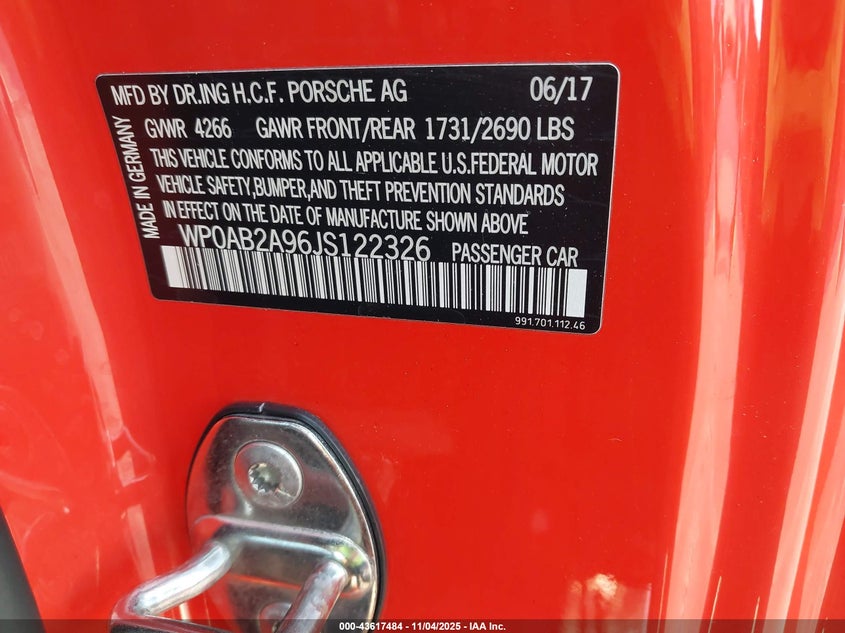 MFD BY DR.ING H.C.F. PORSCHE AG 06/17
GVWR 4266 GAWR FRONT/REAR 1731/2690 LBS
THIS VEHICLE CONFORMS TO ALL APPLICABLE U.S.FEDERAL MOTOR
VEHICLE SAFETY,BUMPER,AND THEFT PREVENTION STANDARDS
IN EFFECT ON THE DATE OF MANUFACTURE SHOWN ABOVE
WP0AB2A96JS122326 PASSENGER CAR
MADE IN GERMANY
991.701.112.46
000-43617484 - 11/04/2025 - IAA Inc.